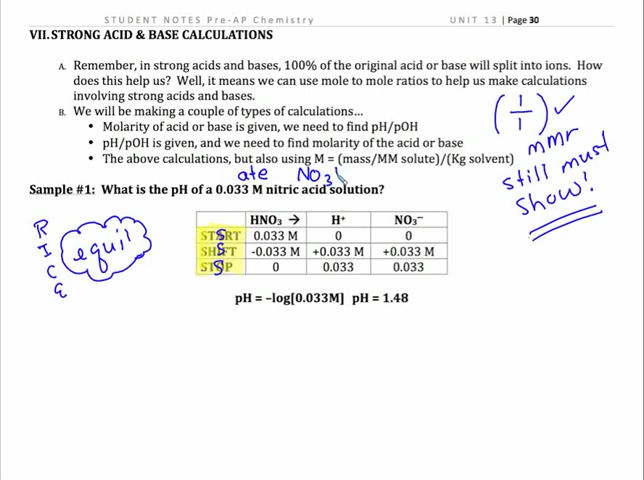 STUDENT NOTES Pre-AP Chemistry UNIT 13 | Page 30
VII. STRONG ACID & BASE CALCULATIONS
A. Remember, in strong acids and bases, 100% of the original acid or base will split into ions. How
does this help us? Well, it means we can use mole to mole ratios to help us make calculations
involving strong acids and bases.
B. We will be making a couple of types of calculations…
• Molarity of acid or base is given, we need to find pH/pOH
• pH/pOH is given, and we need to find molarity of the acid or base
• The above calculations, but also using M = (mass/MM solute)/(Kg solvent)
(1/1) ✓
mmr
still must
show!
ate NO3
Sample #1: What is the pH of a 0.033 M nitric acid solution?
R
I
C
E
equil
HNO₃ → H⁺ NO₃⁻
START 0.033 M 0 0
SHIFT -0.033 M +0.033 M +0.033 M
STOP 0 0.033 0.033
S
S
S
pH = –log[0.033M] pH = 1.48